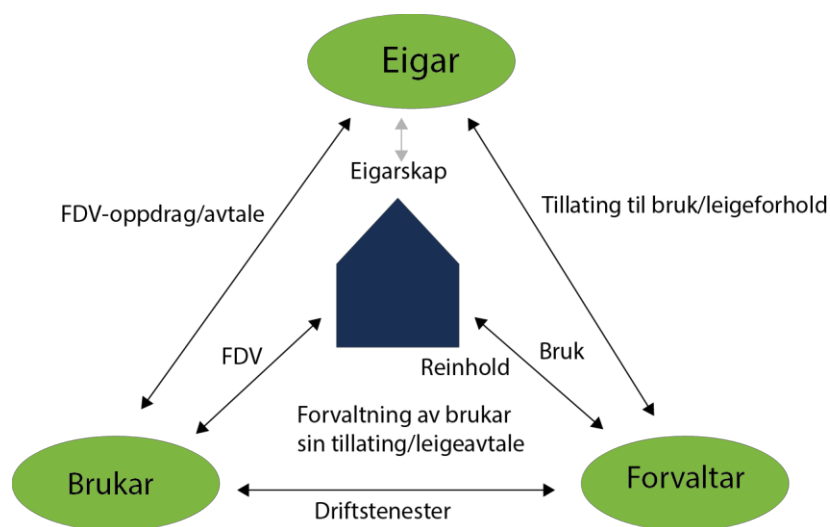 Eigar
Eigarskap
FDV-oppdrag/avtale
Tillating til bruk/leigeforhold
FDV
Bruk
Reinhold
Forvaltning av brukar
sin tillating/leigeavtale
Brukar
Forvaltar
Driftstenester